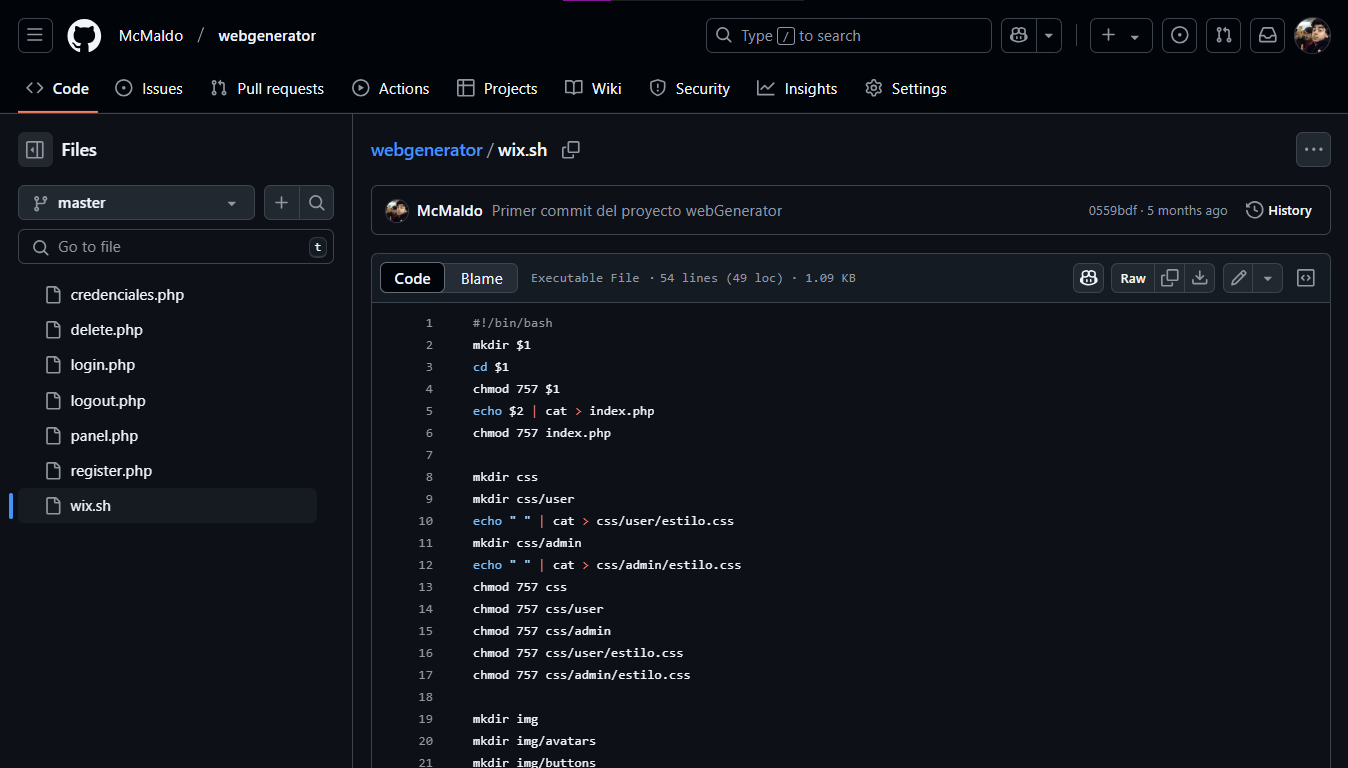 McMaldo / webgenerator
Type / to search
Code
Issues
Pull requests
Actions
Projects
Wiki
Security
Insights
Settings
Files
master
Go to file
t
credenciales.php
delete.php
login.php
logout.php
panel.php
register.php
wix.sh
webgenerator / wix.sh
McMaldo Primer commit del proyecto webGenerator
0559bdf · 5 months ago
History
Code
Blame
Executable File · 54 lines (49 loc) · 1.09 KB
Raw
1 #!/bin/bash
2 mkdir $1
3 cd $1
4 chmod 757 $1
5 echo $2 | cat > index.php
6 chmod 757 index.php
7
8 mkdir css
9 mkdir css/user
10 echo " " | cat > css/user/estilo.css
11 mkdir css/admin
12 echo " " | cat > css/admin/estilo.css
13 chmod 757 css
14 chmod 757 css/user
15 chmod 757 css/admin
16 chmod 757 css/user/estilo.css
17 chmod 757 css/admin/estilo.css
18
19 mkdir img
20 mkdir img/avatars
21 mkdir img/buttons